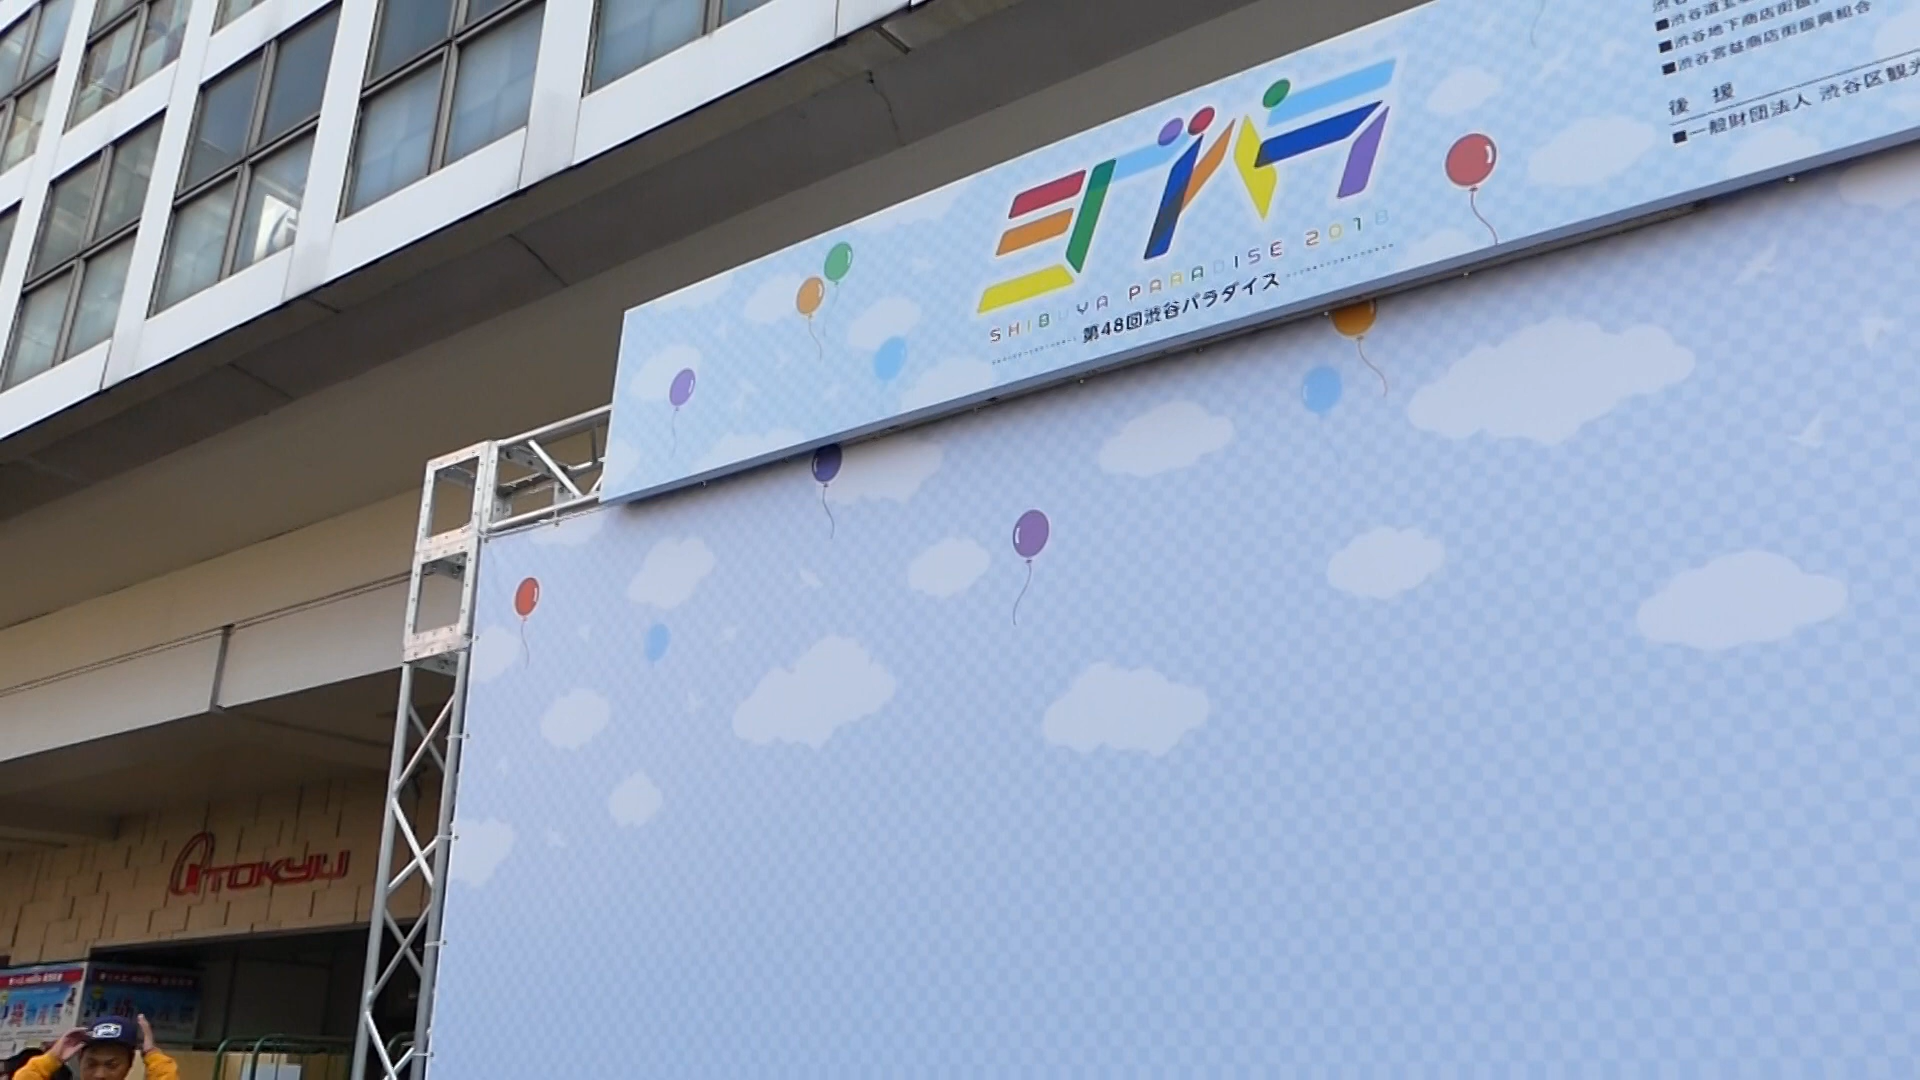 シブパラ
SHIBUYA PARADISE 2018
第48回渋谷パラダイス
■渋谷地下商店街振興組合
■渋谷宮益商店街振興組合
後 援
■一般財団法人 渋谷区観光
TOKYU